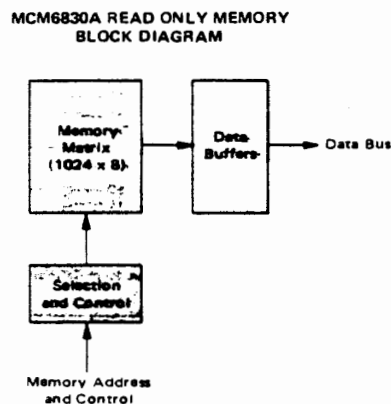 MCM6830A READ ONLY MEMORY
BLOCK DIAGRAM
Memory
Matrix
(1024 x 8)
Data
Buffers
Data Bus
Selection
and Control
Memory Address
and Control